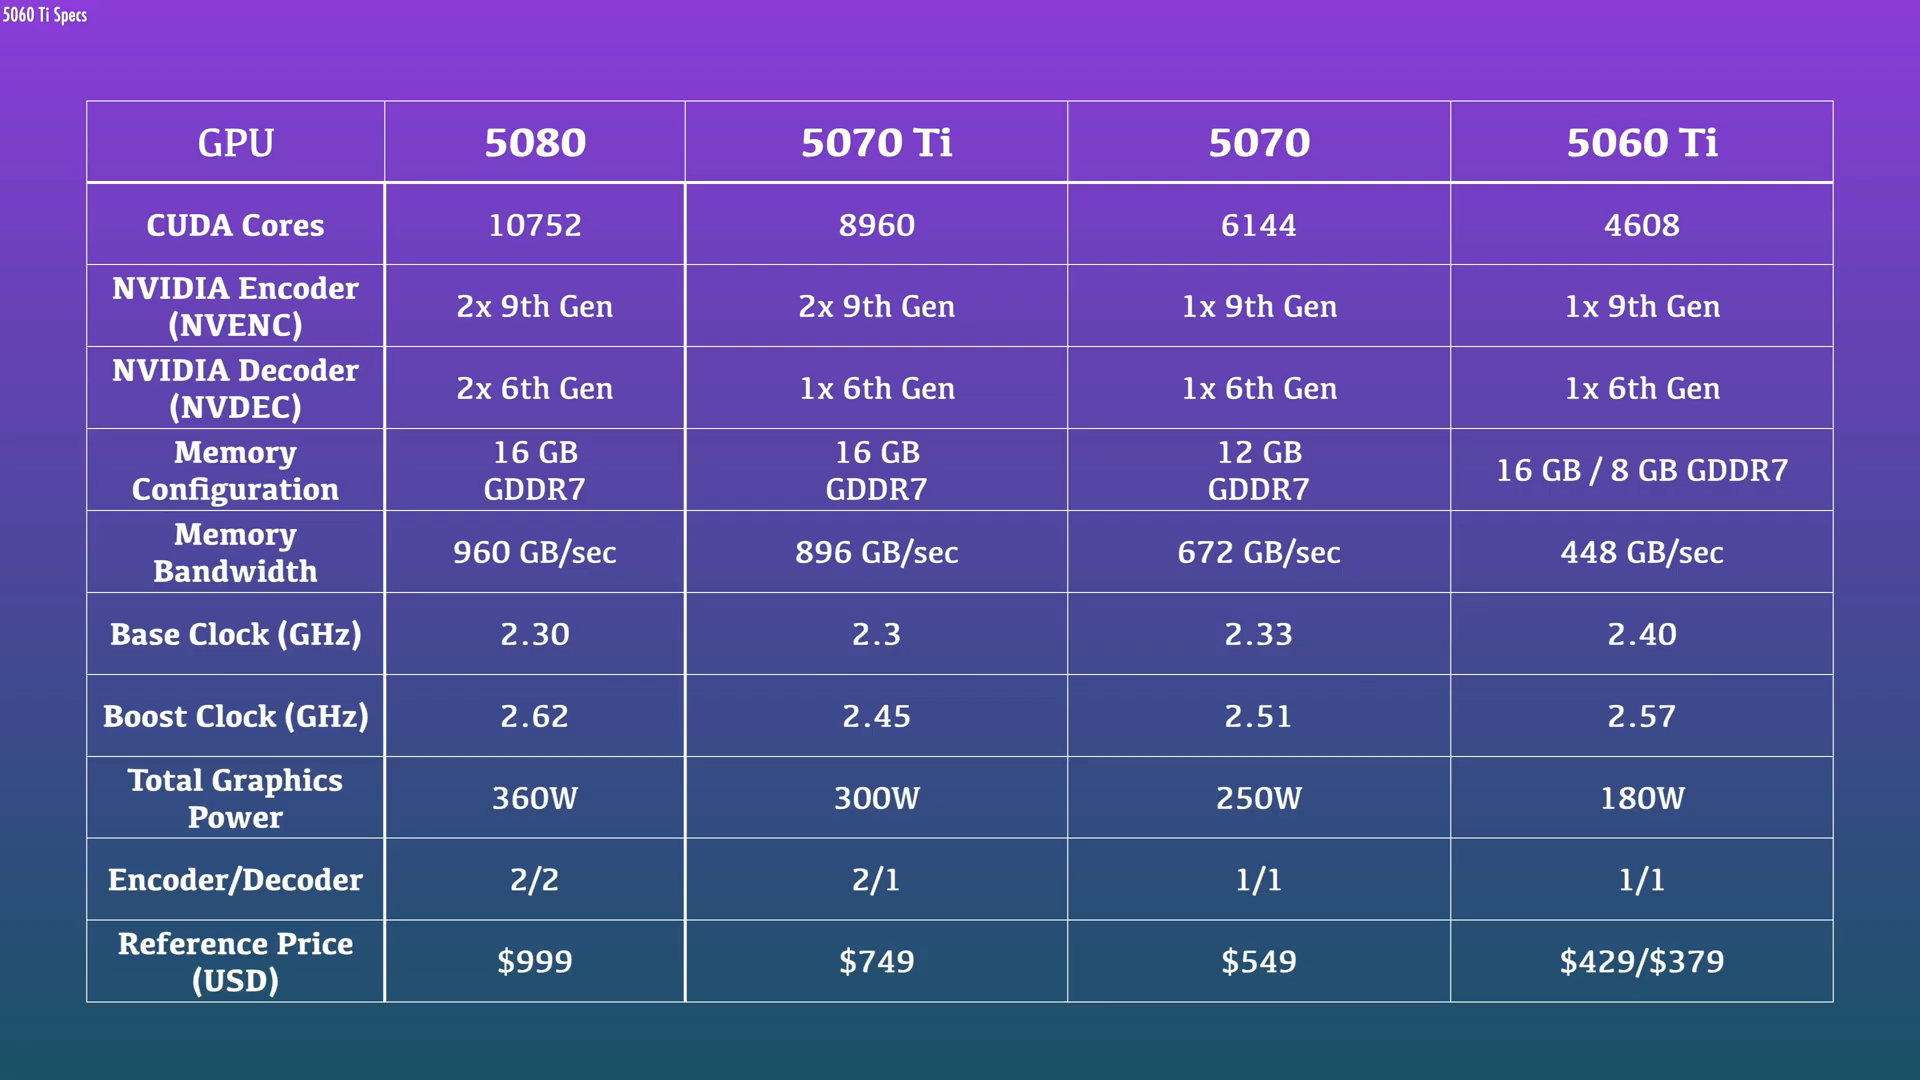 5060 Ti Specs
GPU 5080 5070 Ti 5070 5060 Ti
CUDA Cores 10752 8960 6144 4608
NVIDIA Encoder
(NVENC) 2x 9th Gen 2x 9th Gen 1x 9th Gen 1x 9th Gen
NVIDIA Decoder
(NVDEC) 2x 6th Gen 1x 6th Gen 1x 6th Gen 1x 6th Gen
Memory
Configuration 16 GB
GDDR7 16 GB
GDDR7 12 GB
GDDR7 16 GB / 8 GB GDDR7
Memory
Bandwidth 960 GB/sec 896 GB/sec 672 GB/sec 448 GB/sec
Base Clock (GHz) 2.30 2.3 2.33 2.40
Boost Clock (GHz) 2.62 2.45 2.51 2.57
Total Graphics
Power 360W 300W 250W 180W
Encoder/Decoder 2/2 2/1 1/1 1/1
Reference Price
(USD) $999 $749 $549 $429/$379